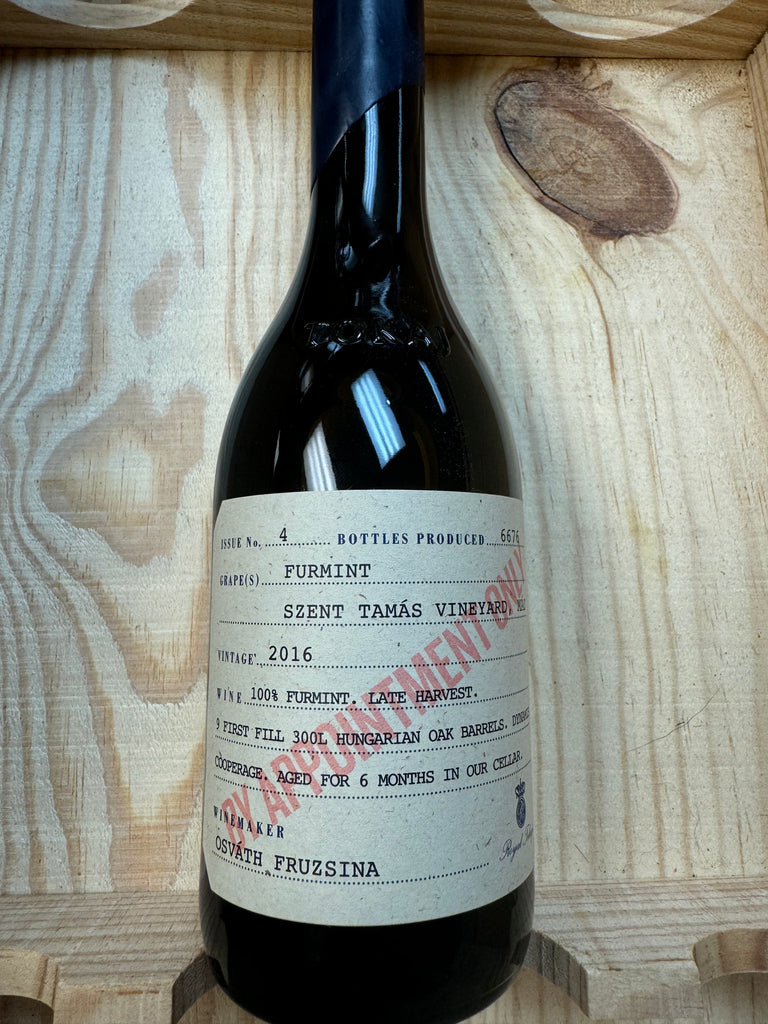 TOKAJ
ISSUE No. 4 BOTTLES PRODUCED 6676
GRAPE(S) FURMINT
SZENT TAMÁS VINEYARD,
VINTAGE 2016
WINE 100% FURMINT. LATE HARVEST.
9 FIRST FILL 300L HUNGARIAN OAK BARRELS.
COOPERAGE. AGED FOR 6 MONTHS IN OUR CELLAR.
WINEMAKER
OSVÁTH FRUZSINA
BY APPOINTMENT ONLY
Royal